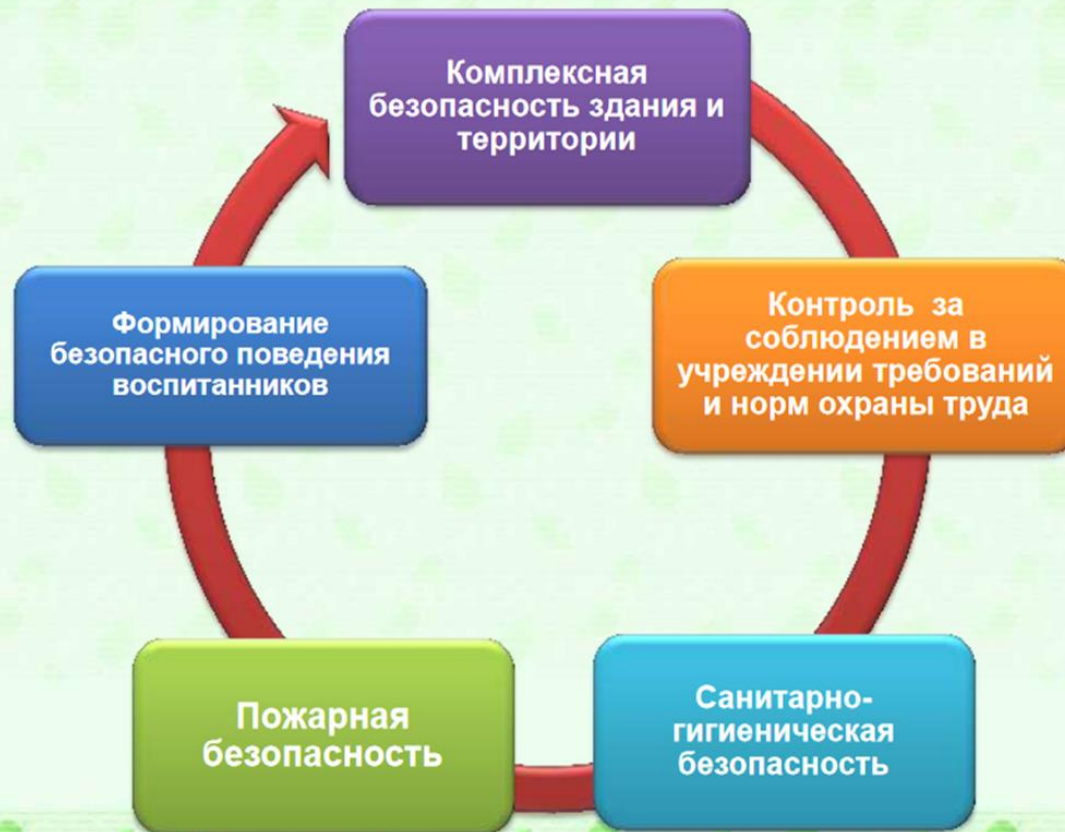 Комплексная
безопасность здания и
территории
Контроль за
соблюдением в
учреждении требований
и норм охраны труда
Санитарно-
гигиеническая
безопасность
Пожарная
безопасность
Формирование
безопасного поведения
воспитанников